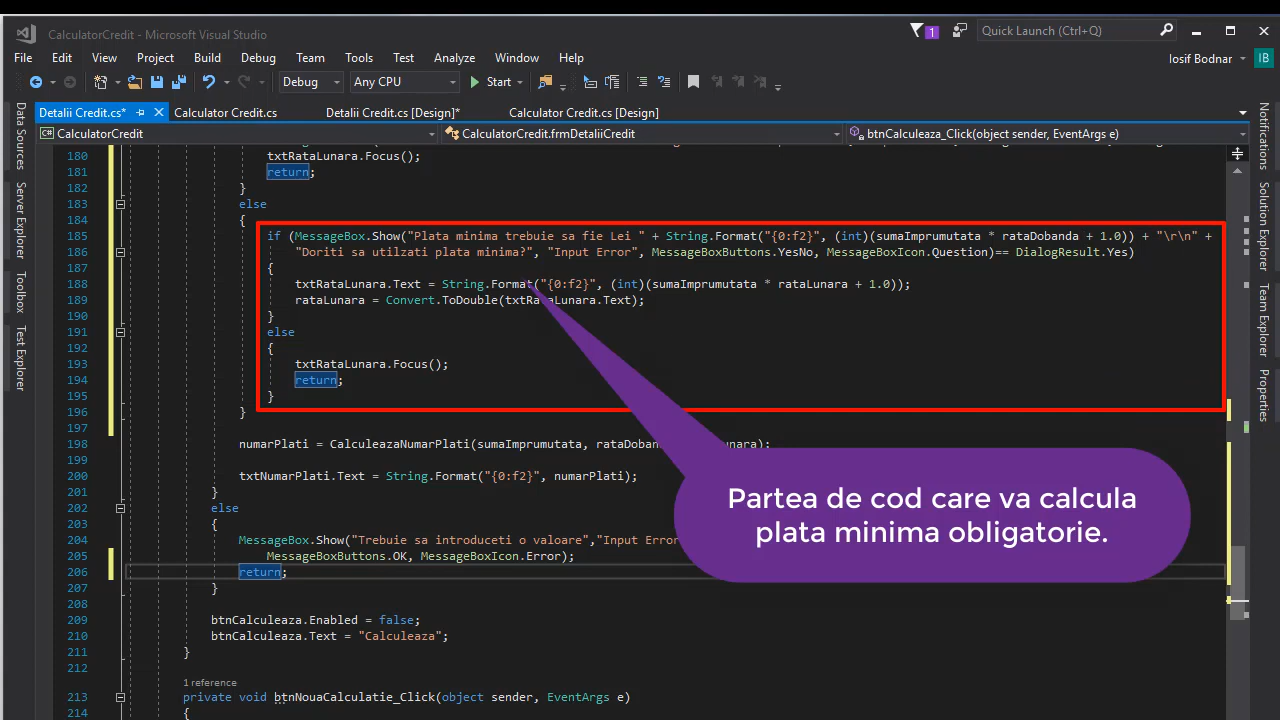 CalculatorCredit - Microsoft Visual Studio
1
Quick Launch (Ctrl+Q)
File Edit View Project Build Debug Team Tools Test Analyze Window Help
Iosif Bodnar
IB
Debug Any CPU Start
Detalii Credit.cs* Calculator Credit.cs Detalii Credit.cs [Design]* Calculator Credit.cs [Design]
C# CalculatorCredit CalculatorCredit.frmDetaliiCredit btnCalculeaza_Click(object sender, EventArgs e)
Data Sources
Server Explorer
Toolbox
Test Explorer
Notifications
Solution Explorer
Team Explorer
Properties
180 txtRataLunara.Focus();
181 return;
182 }
183 else
184 {
185 if (MessageBox.Show("Plata minima trebuie sa fie Lei " + String.Format("{0:f2}", (int)(sumaImprumutata * rataDobanda + 1.0)) + "\r\n" +
186 "Doriti sa utilzati plata minima?", "Input Error", MessageBoxButtons.YesNo, MessageBoxIcon.Question)== DialogResult.Yes)
187 {
188 txtRataLunara.Text = String.Format("{0:f2}", (int)(sumaImprumutata * rataLunara + 1.0));
189 rataLunara = Convert.ToDouble(txtRataLunara.Text);
190 }
191 else
192 {
193 txtRataLunara.Focus();
194 return;
195 }
196 }
197
198 numarPlati = CalculeazaNumarPlati(sumaImprumutata, rataDoban
199
200 txtNumarPlati.Text = String.Format("{0:f2}", numarPlati);
201 }
202 else
203 {
204 MessageBox.Show("Trebuie sa introduceti o valoare","Input Error
205 MessageBoxButtons.OK, MessageBoxIcon.Error);
206 return;
207 }
208
209 btnCalculeaza.Enabled = false;
210 btnCalculeaza.Text = "Calculeaza";
211 }
212
1 reference
213 private void btnNouaCalculatie_Click(object sender, EventArgs e)
214 {
Partea de cod care va calcula
plata minima obligatorie.